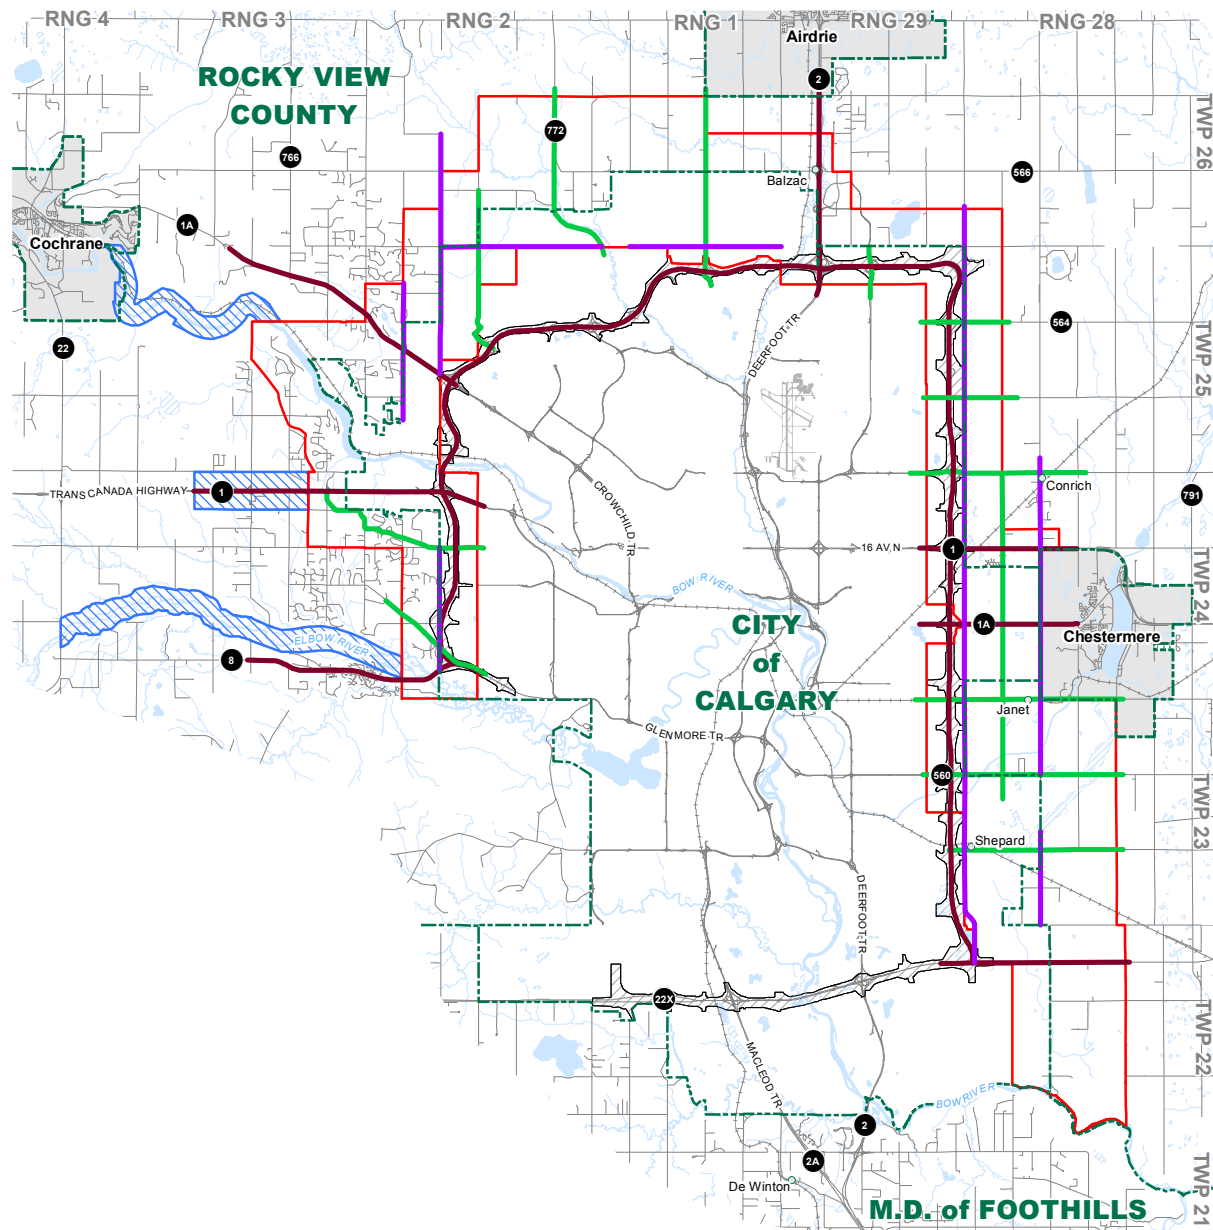 RNG 4
RNG 3
RNG 2
RNG 1
RNG 29
RNG 28
Airdrie
ROCKY VIEW
COUNTY
2
TWP 26
772
766
566
Balzac
1A
Cochrane
22
564
DEERFOOT TR
TWP 25
TRANS CANADA HIGHWAY
1
CROWCHILD TR
Conrich
791
16 AV N
1
BOW RIVER
TWP 24
CITY
of
CALGARY
1A
Chestermere
ELBOW RIVER
8
Janet
GLENMORE TR
560
TWP 23
Shepard
DEERFOOT TR
22X
TWP 22
MACLEOD TR
BOW RIVER
2
2A
De Winton
TWP 21
M.D. of FOOTHILLS